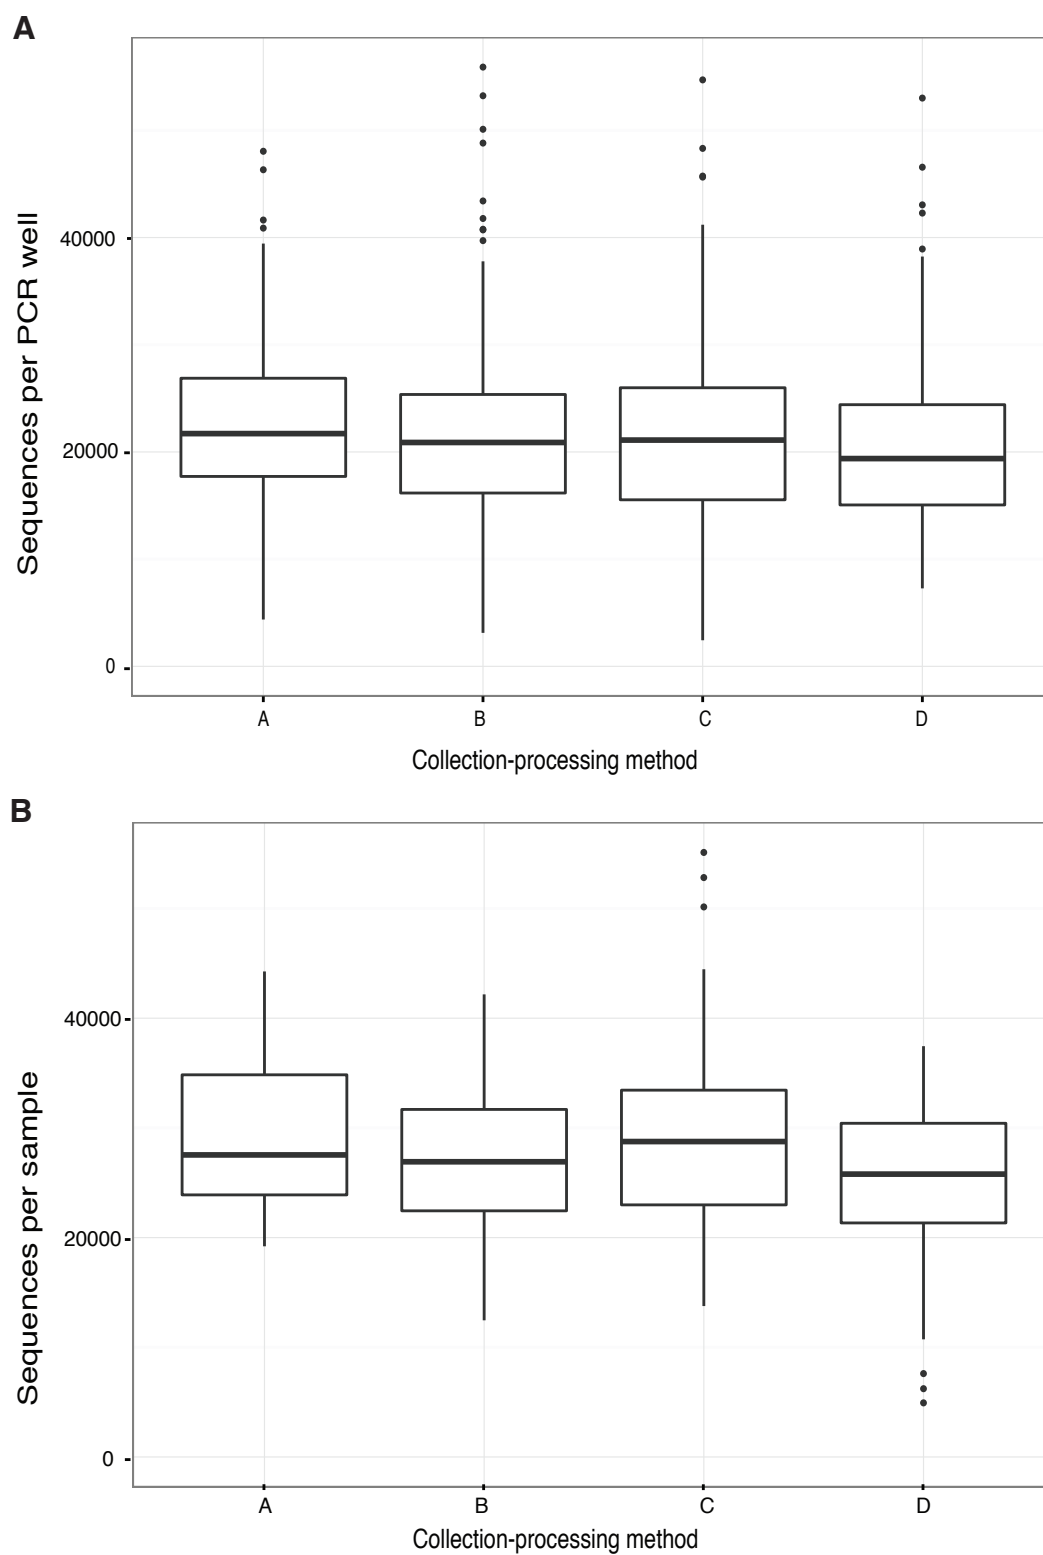 A
Sequences per PCR well
40000
20000
0
A B C D
Collection-processing method
B
Sequences per sample
40000
20000
0
A B C D
Collection-processing method